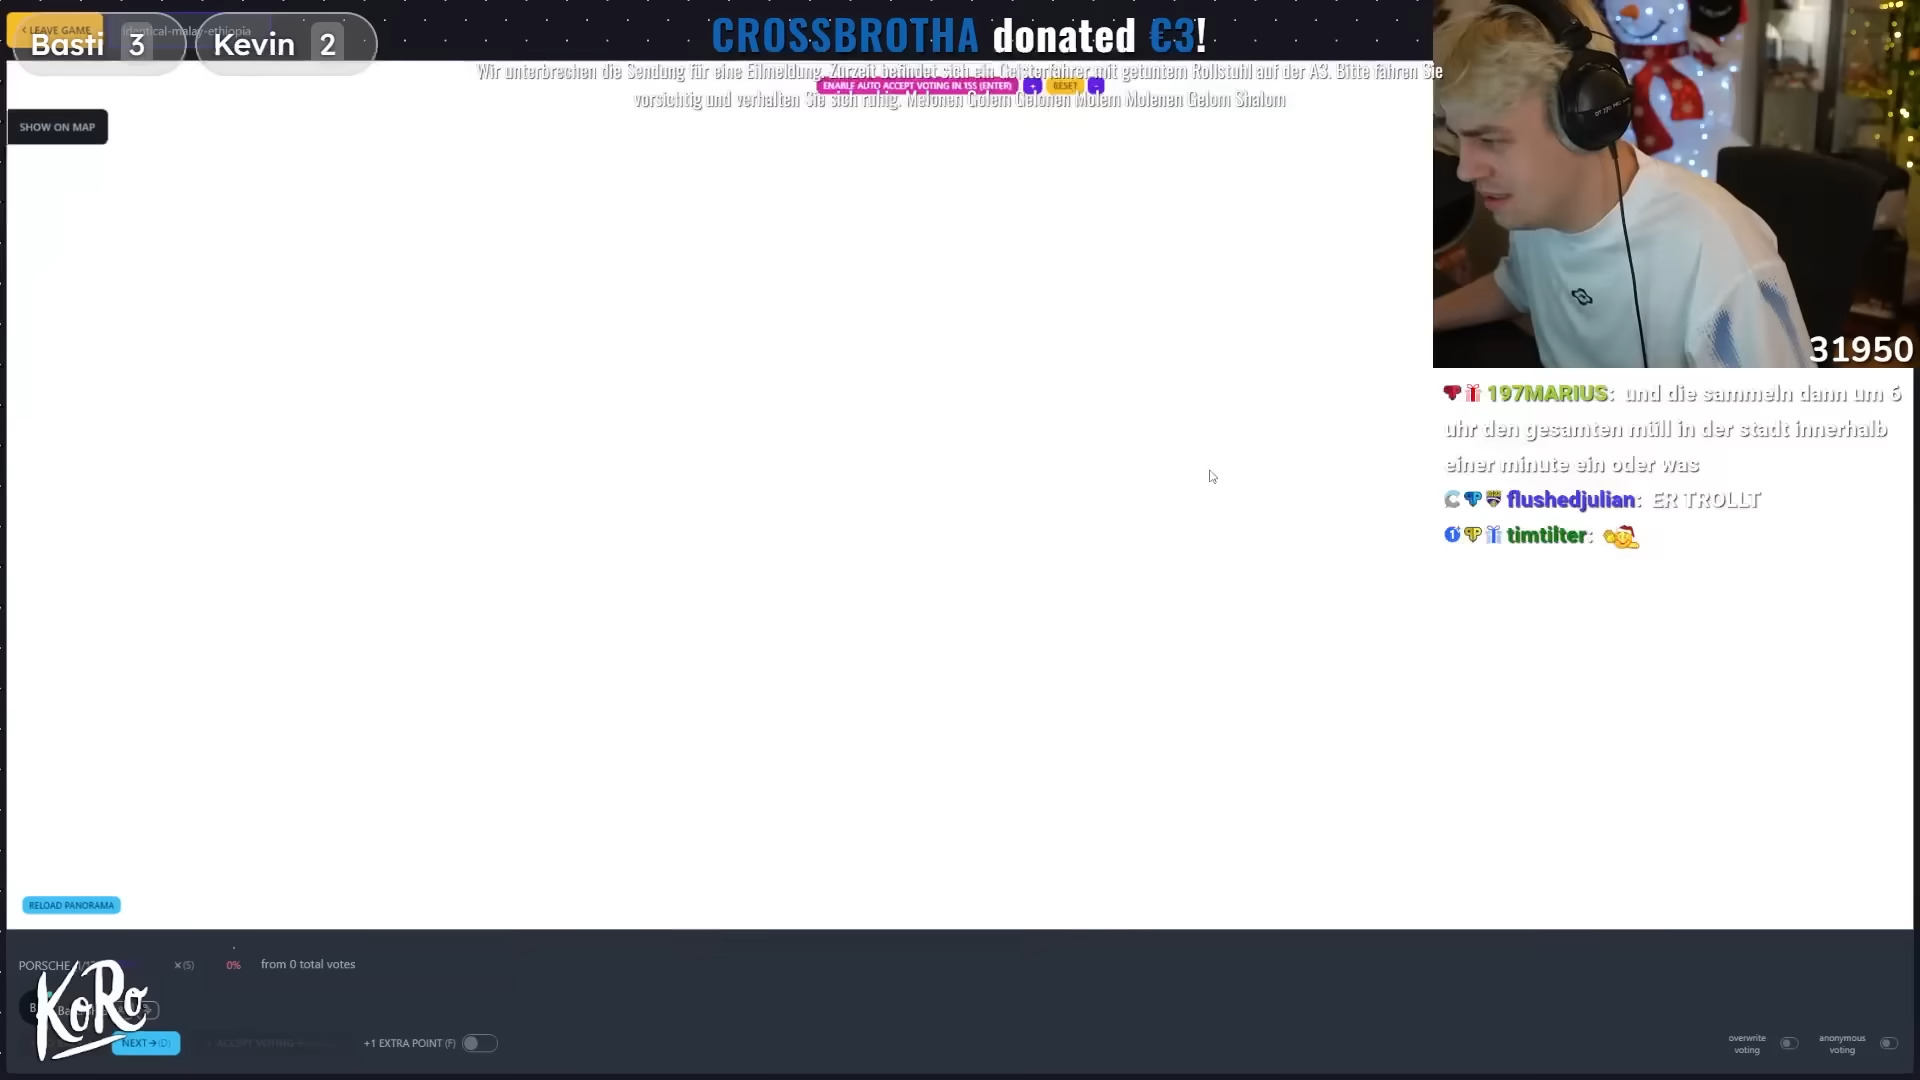 LEAVE GAME
identical-malay-ethiopia
Basti 3
Kevin 2
CROSSBROTHA donated €3!
Wir unterbrechen die Sendung für eine Eilmeldung. Zurzeit befindet sich ein Geisterfahrer mit getuntem Rollstuhl auf der A3. Bitte fahren Sie
vorsichtig und verhalten Sie sich ruhig. Melonen Golem Gelonen Molem Molenen Gelom Shalom
ENABLE AUTO ACCEPT VOTING IN 15S (ENTER) + RESET -
SHOW ON MAP
31950
197MARIUS: und die sammeln dann um 6
uhr den gesamten müll in der stadt innerhalb
einer minute ein oder was
flushedjulian: ER TROLLT
timtilter:
RELOAD PANORAMA
PORSCHE
×(S)
0%
from 0 total votes
KoRo
NEXT → (D)
ACCEPT VOTING
+1 EXTRA POINT (F)
overwrite
voting
anonymous
voting